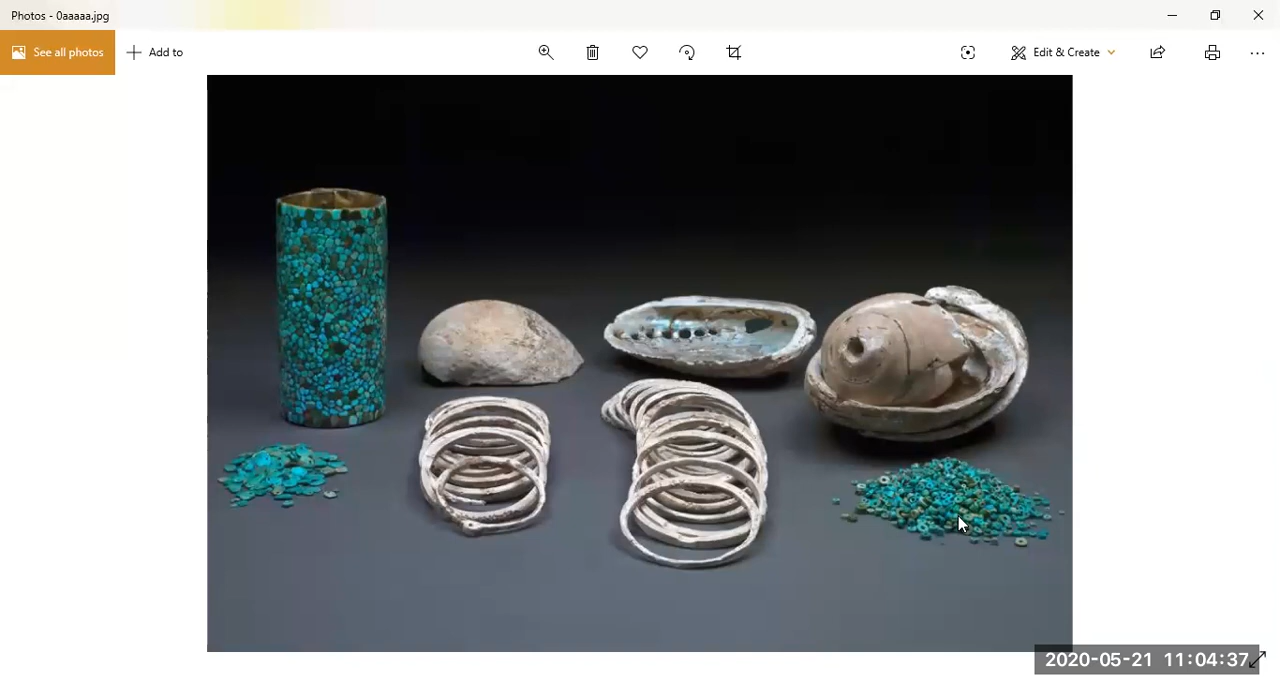 Photos - 0aaaaa.jpg
See all photos
Add to
Edit & Create
2020-05-21 11:04:37